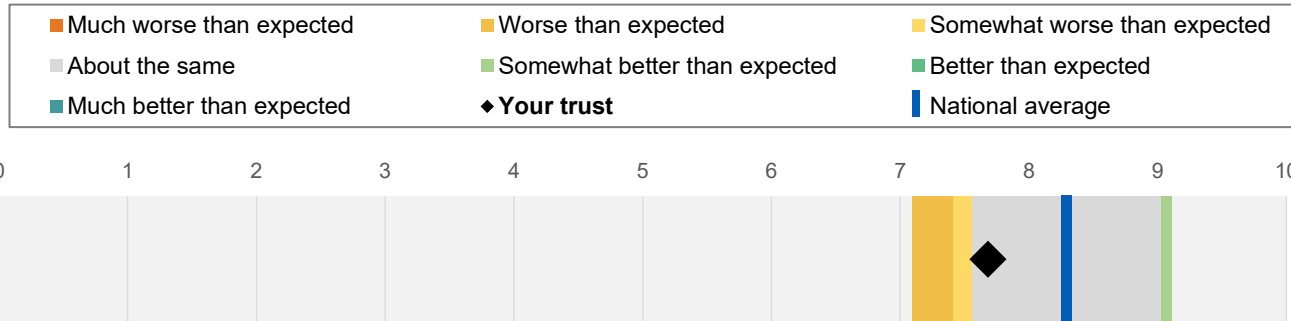 Much worse than expected Worse than expected Somewhat worse than expected
About the same Somewhat better than expected Better than expected
Much better than expected Your trust National average
0 1 2 3 4 5 6 7 8 9 10